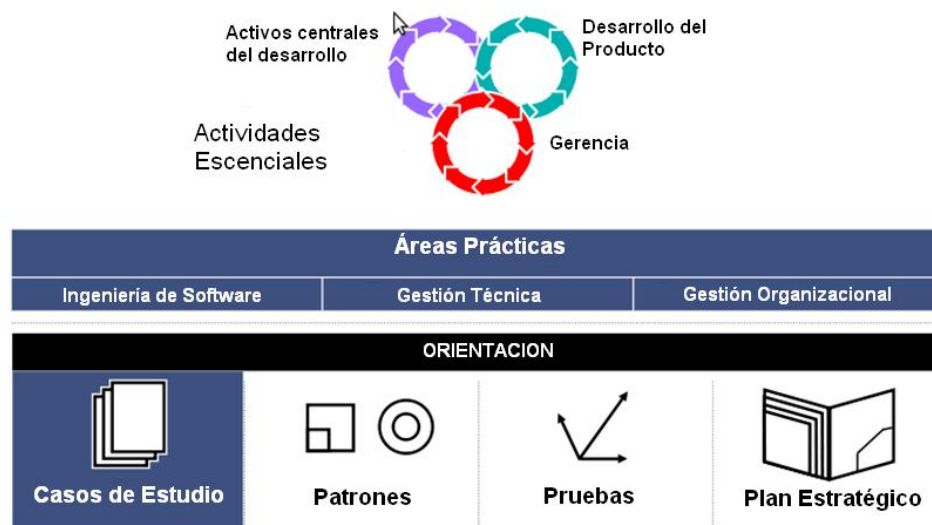 Activos centrales
del desarrollo
Desarrollo del
Producto
Actividades
Escenciales
Gerencia
Áreas Prácticas
Ingeniería de Software
Gestión Técnica
Gestión Organizacional
ORIENTACION
Casos de Estudio
Patrones
Pruebas
Plan Estratégico